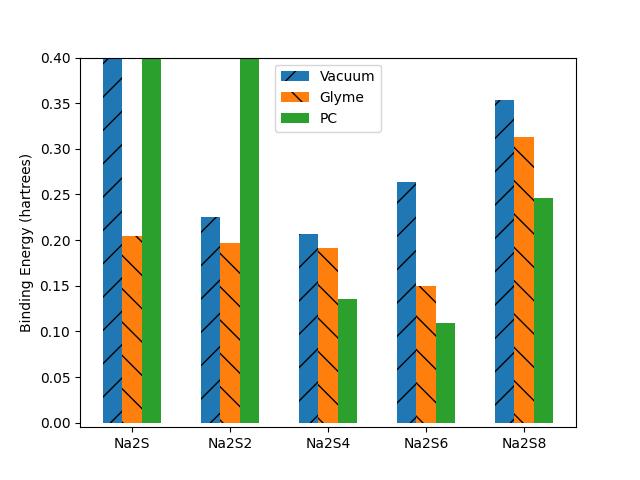 0.40
0.35
0.30
0.25
0.20
0.15
0.10
0.05
0.00
Binding Energy (hartrees)
Vacuum
Glyme
PC
Na2S
Na2S2
Na2S4
Na2S6
Na2S8